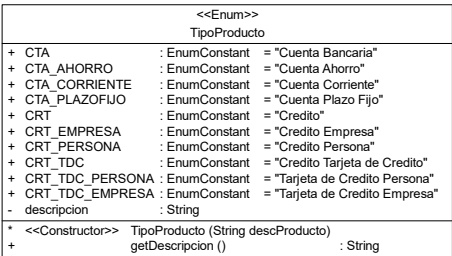 <<Enum>>
TipoProducto
+ CTA : EnumConstant = "Cuenta Bancaria"
+ CTA_AHORRO : EnumConstant = "Cuenta Ahorro"
+ CTA_CORRIENTE : EnumConstant = "Cuenta Corriente"
+ CTA_PLAZOFIJO : EnumConstant = "Cuenta Plazo Fijo"
+ CRT : EnumConstant = "Credito"
+ CRT_EMPRESA : EnumConstant = "Credito Empresa"
+ CRT_PERSONA : EnumConstant = "Credito Persona"
+ CRT_TDC : EnumConstant = "Credito Tarjeta de Credito"
+ CRT_TDC_PERSONA : EnumConstant = "Tarjeta de Credito Persona"
+ CRT_TDC_EMPRESA : EnumConstant = "Tarjeta de Credito Empresa"
- descripcion : String
* <<Constructor>> TipoProducto (String descProducto)
+ getDescripcion () : String